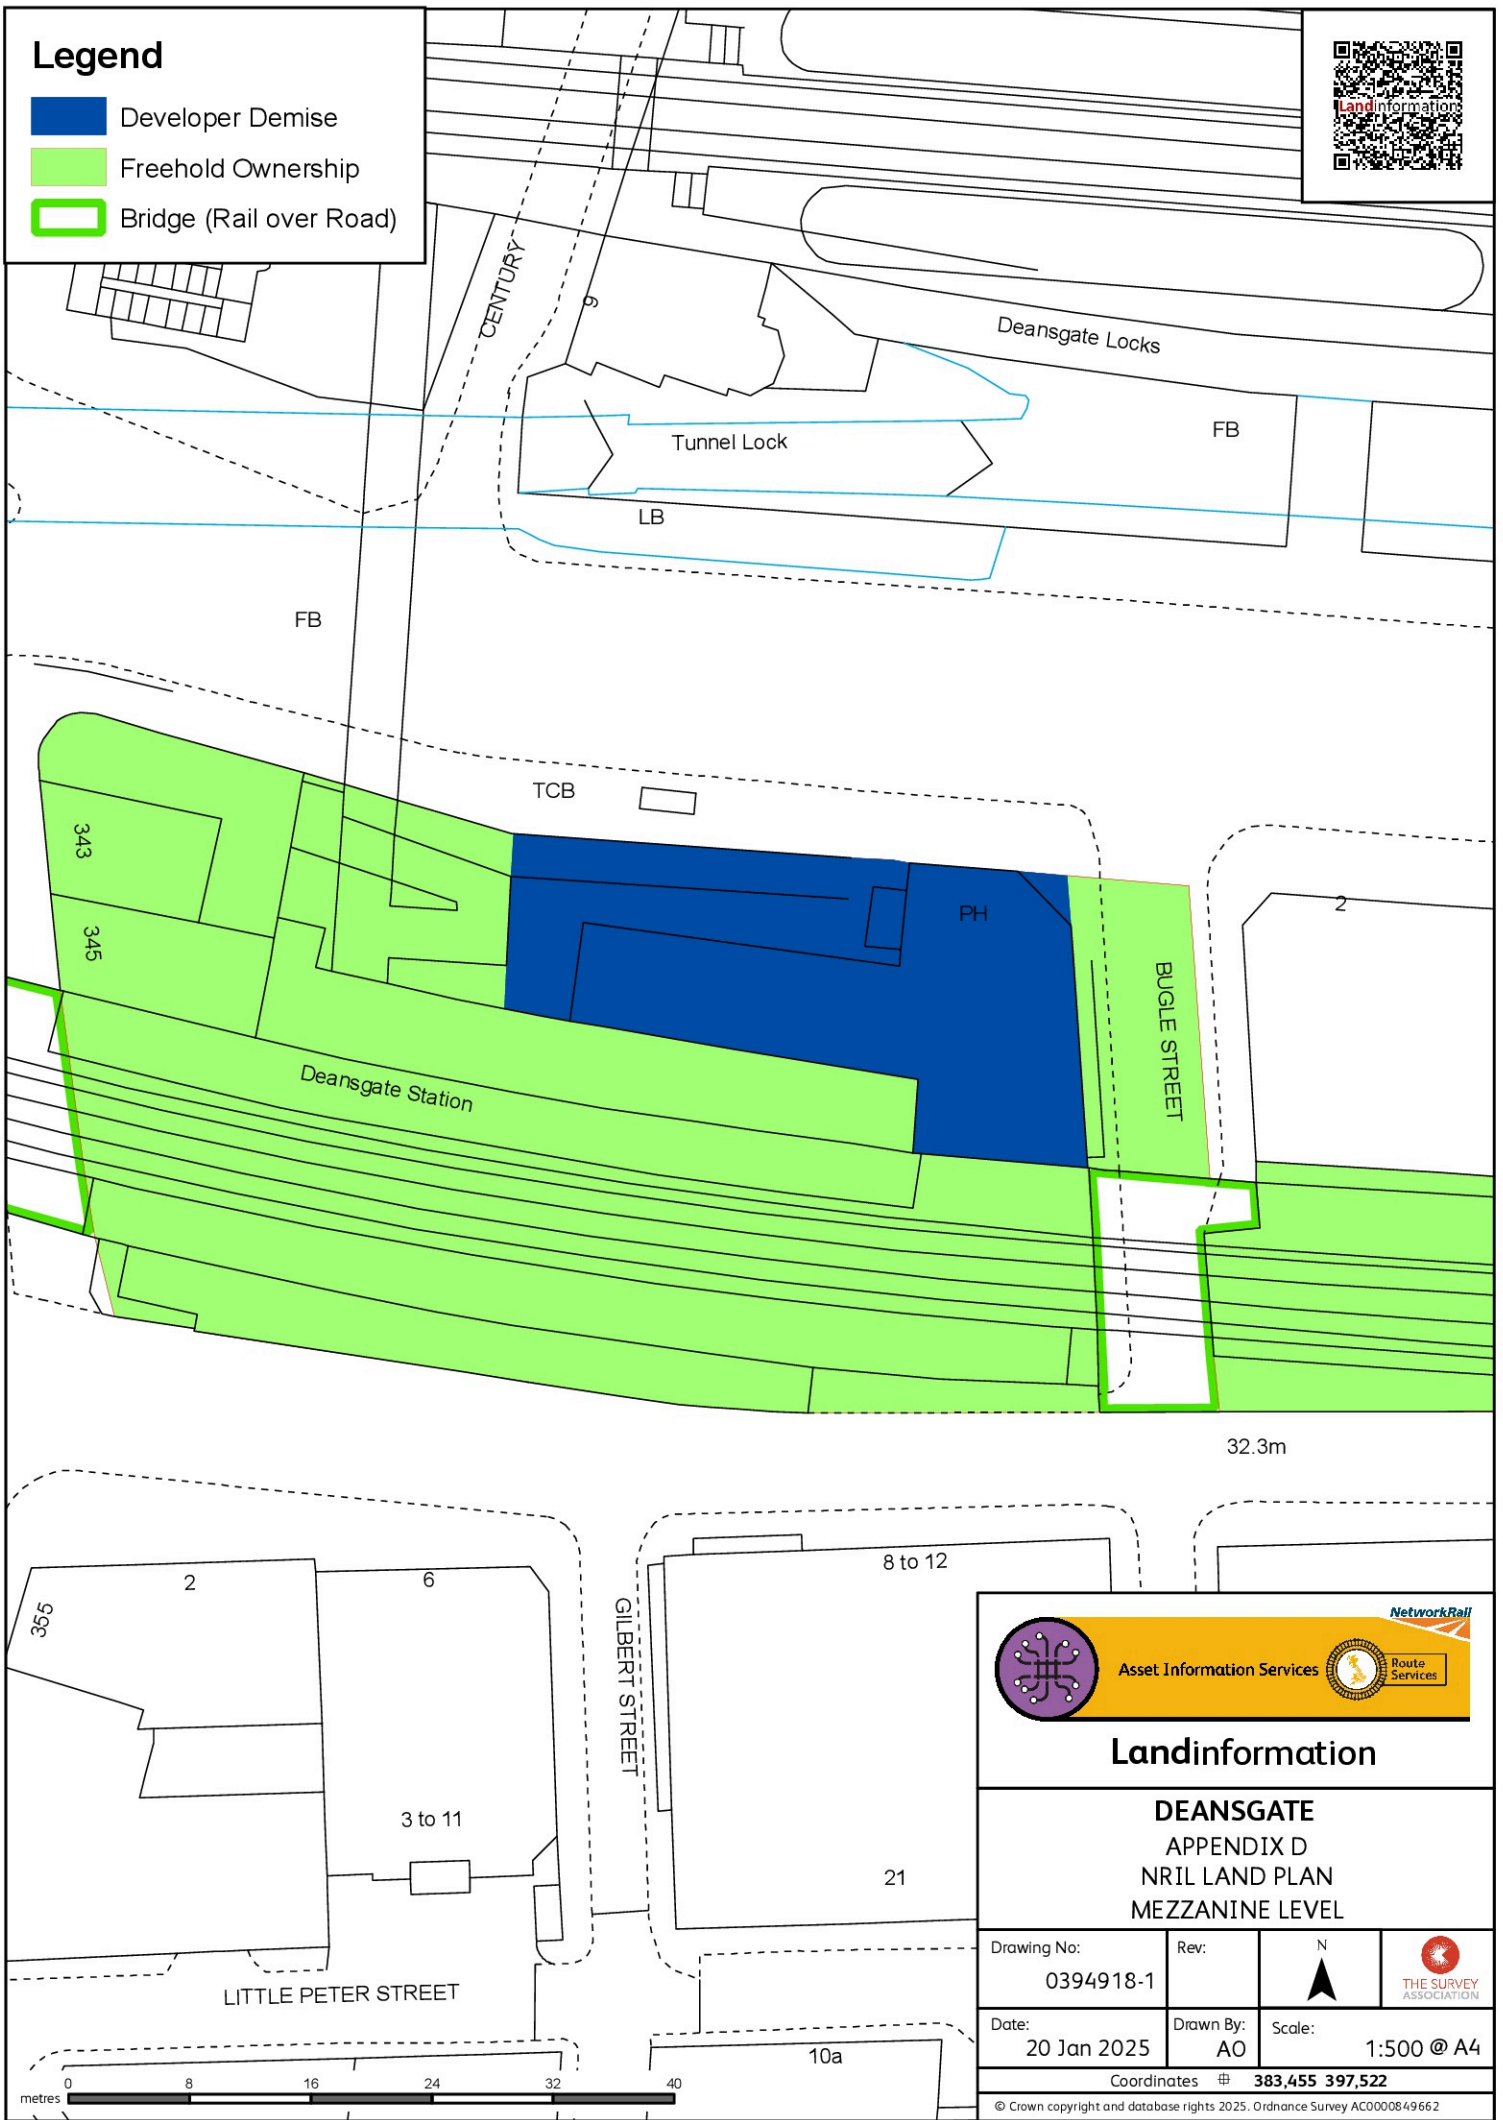 Legend
Developer Demise
Freehold Ownership
Bridge (Rail over Road)
Landinformation
CENTURY
9
Deansgate Locks
Tunnel Lock
FB
LB
FB
TCB
343
PH
2
345
BUGLE STREET
Deansgate Station
32.3m
2
6
8 to 12
355
GILBERT STREET
3 to 11
21
LITTLE PETER STREET
10a
metres 0 8 16 24 32 40
NetworkRail
Asset Information Services
Route
Services
Landinformation
DEANSGATE
APPENDIX D
NRIL LAND PLAN
MEZZANINE LEVEL
Drawing No:
0394918-1
Rev:
N
THE SURVEY
ASSOCIATION
Date:
20 Jan 2025
Drawn By:
AO
Scale:
1:500 @ A4
Coordinates 383,455 397,522
© Crown copyright and database rights 2025. Ordnance Survey AC0000849662